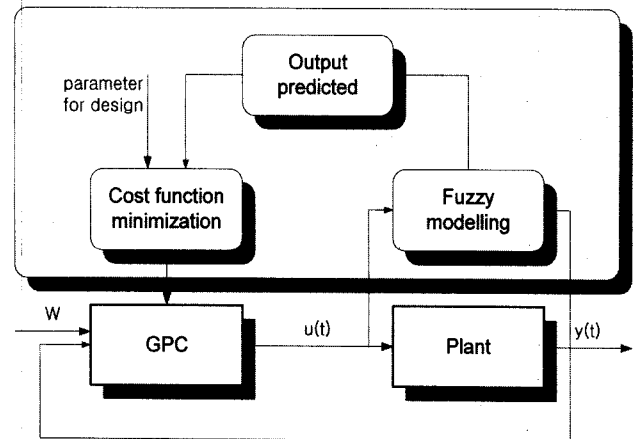 Output
predicted
parameter
for design
Cost function
minimization
Fuzzy
modelling
W
GPC
u(t)
Plant
y(t)